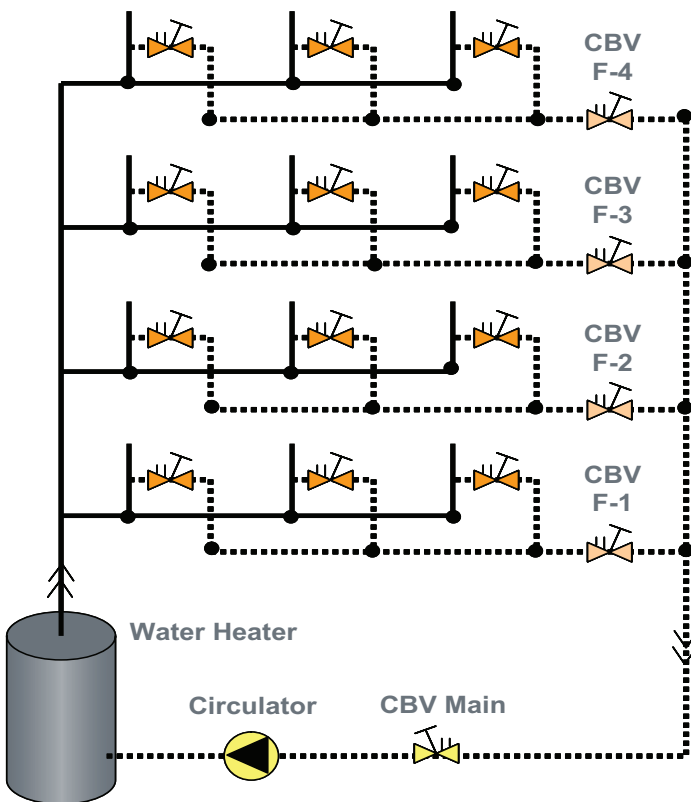 CBV
F-4
CBV
F-3
CBV
F-2
CBV
F-1
Water Heater
Circulator
CBV Main